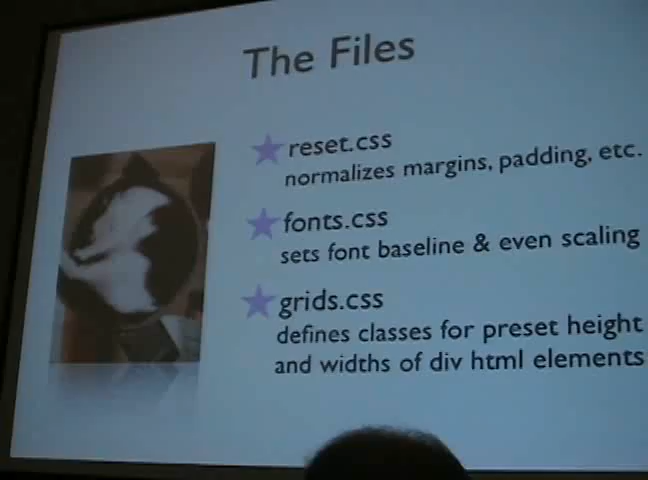 The Files
reset.css
normalizes margins, padding, etc.
fonts.css
sets font baseline & even scaling
grids.css
defines classes for preset height
and widths of div html elements